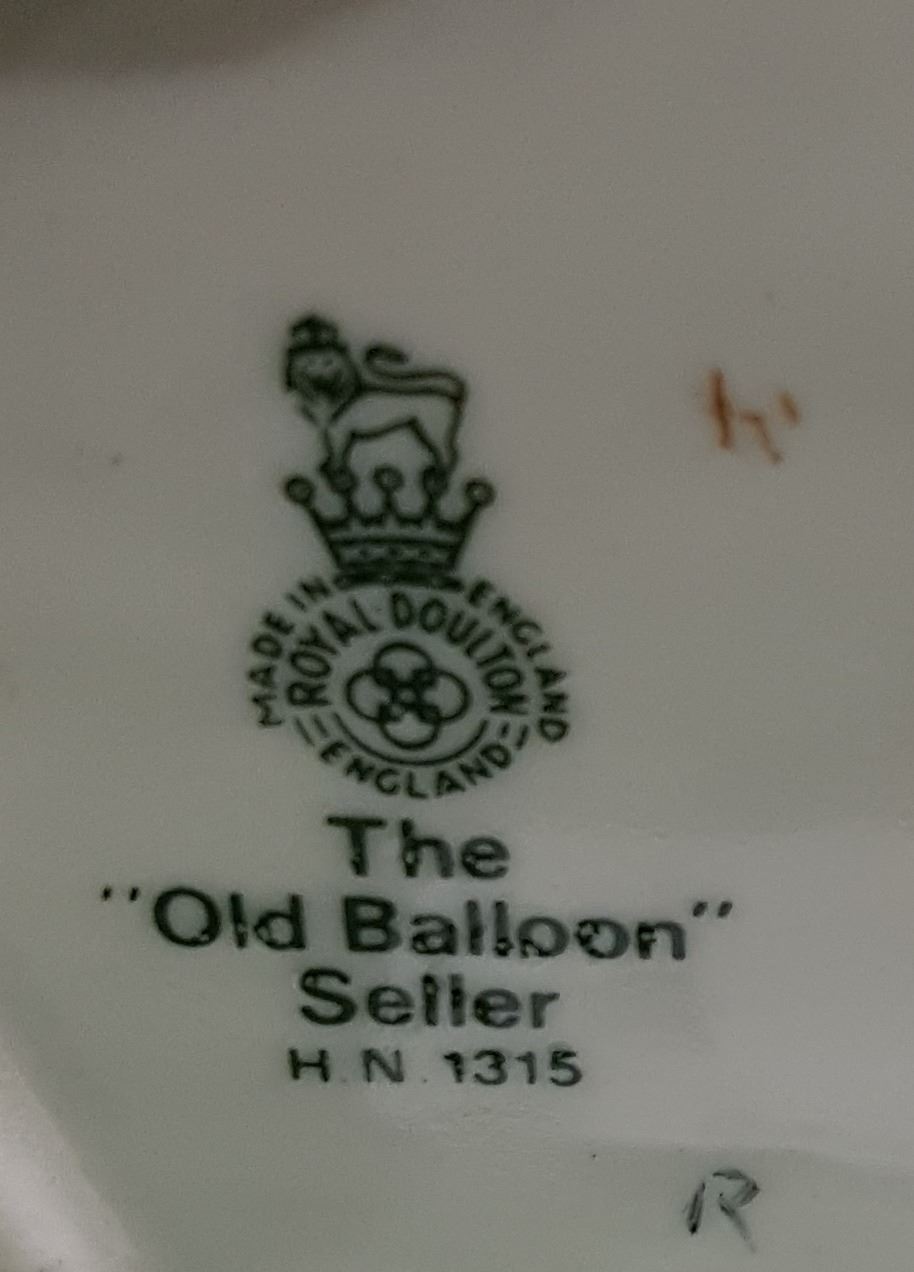 MADE IN ENGLAND
ROYAL DOULTON
ENGLAND
The
"Old Balloon"
Seller
H.N. 1315
R